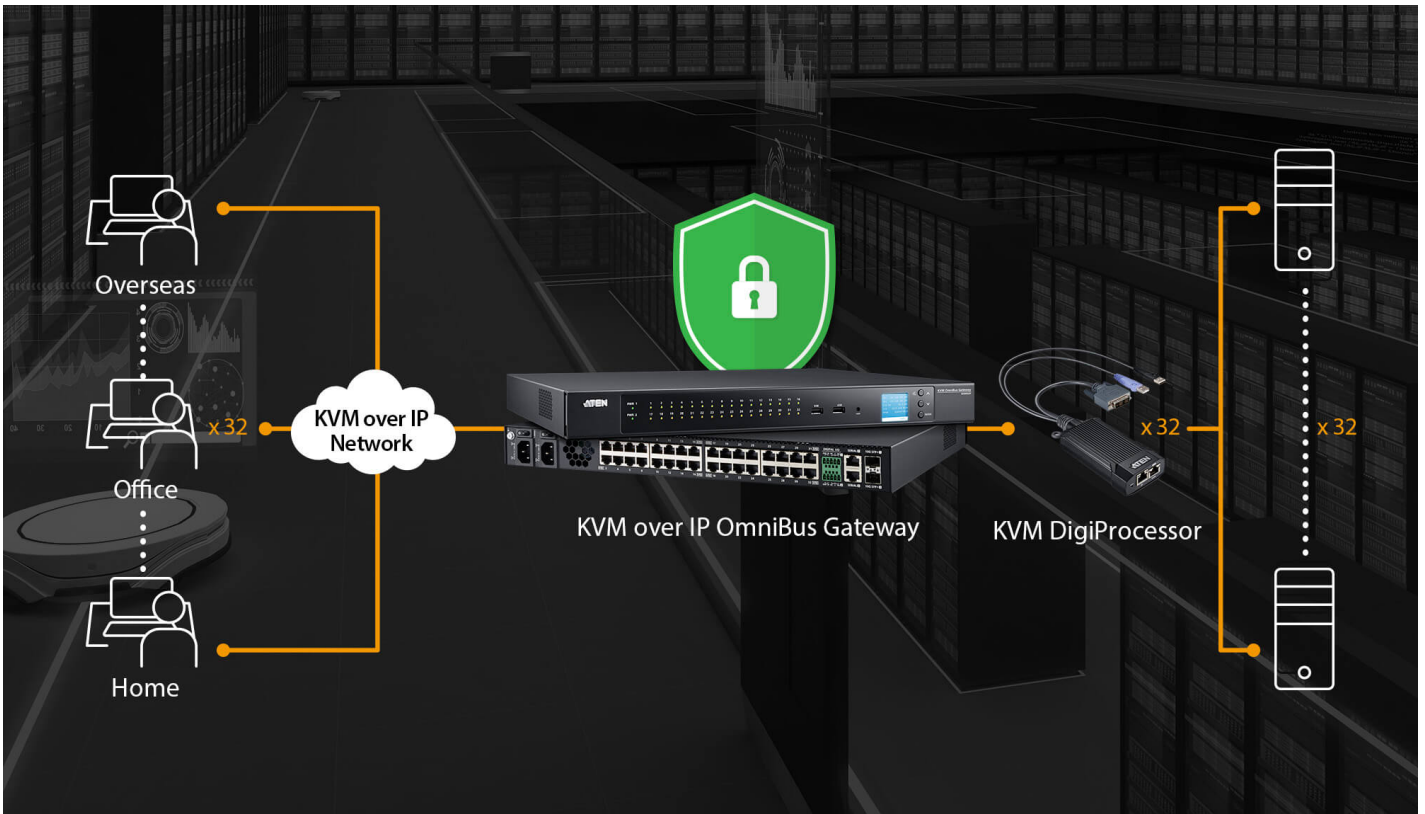 Overseas
x 32
Office
Home
KVM over IP
Network
ATEN
KVM over IP OmniBus Gateway
ATEN
KVM DigiProcessor
x 32
x 32